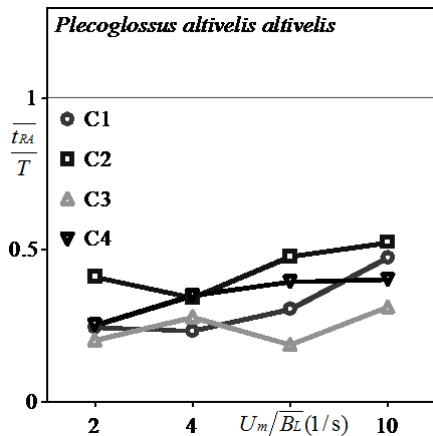 Plecoglossus altivelis altivelis
1
t_RA
T
C1
C2
C3
C4
0.5
0
2
4
U_m/B_L(1/s)
10